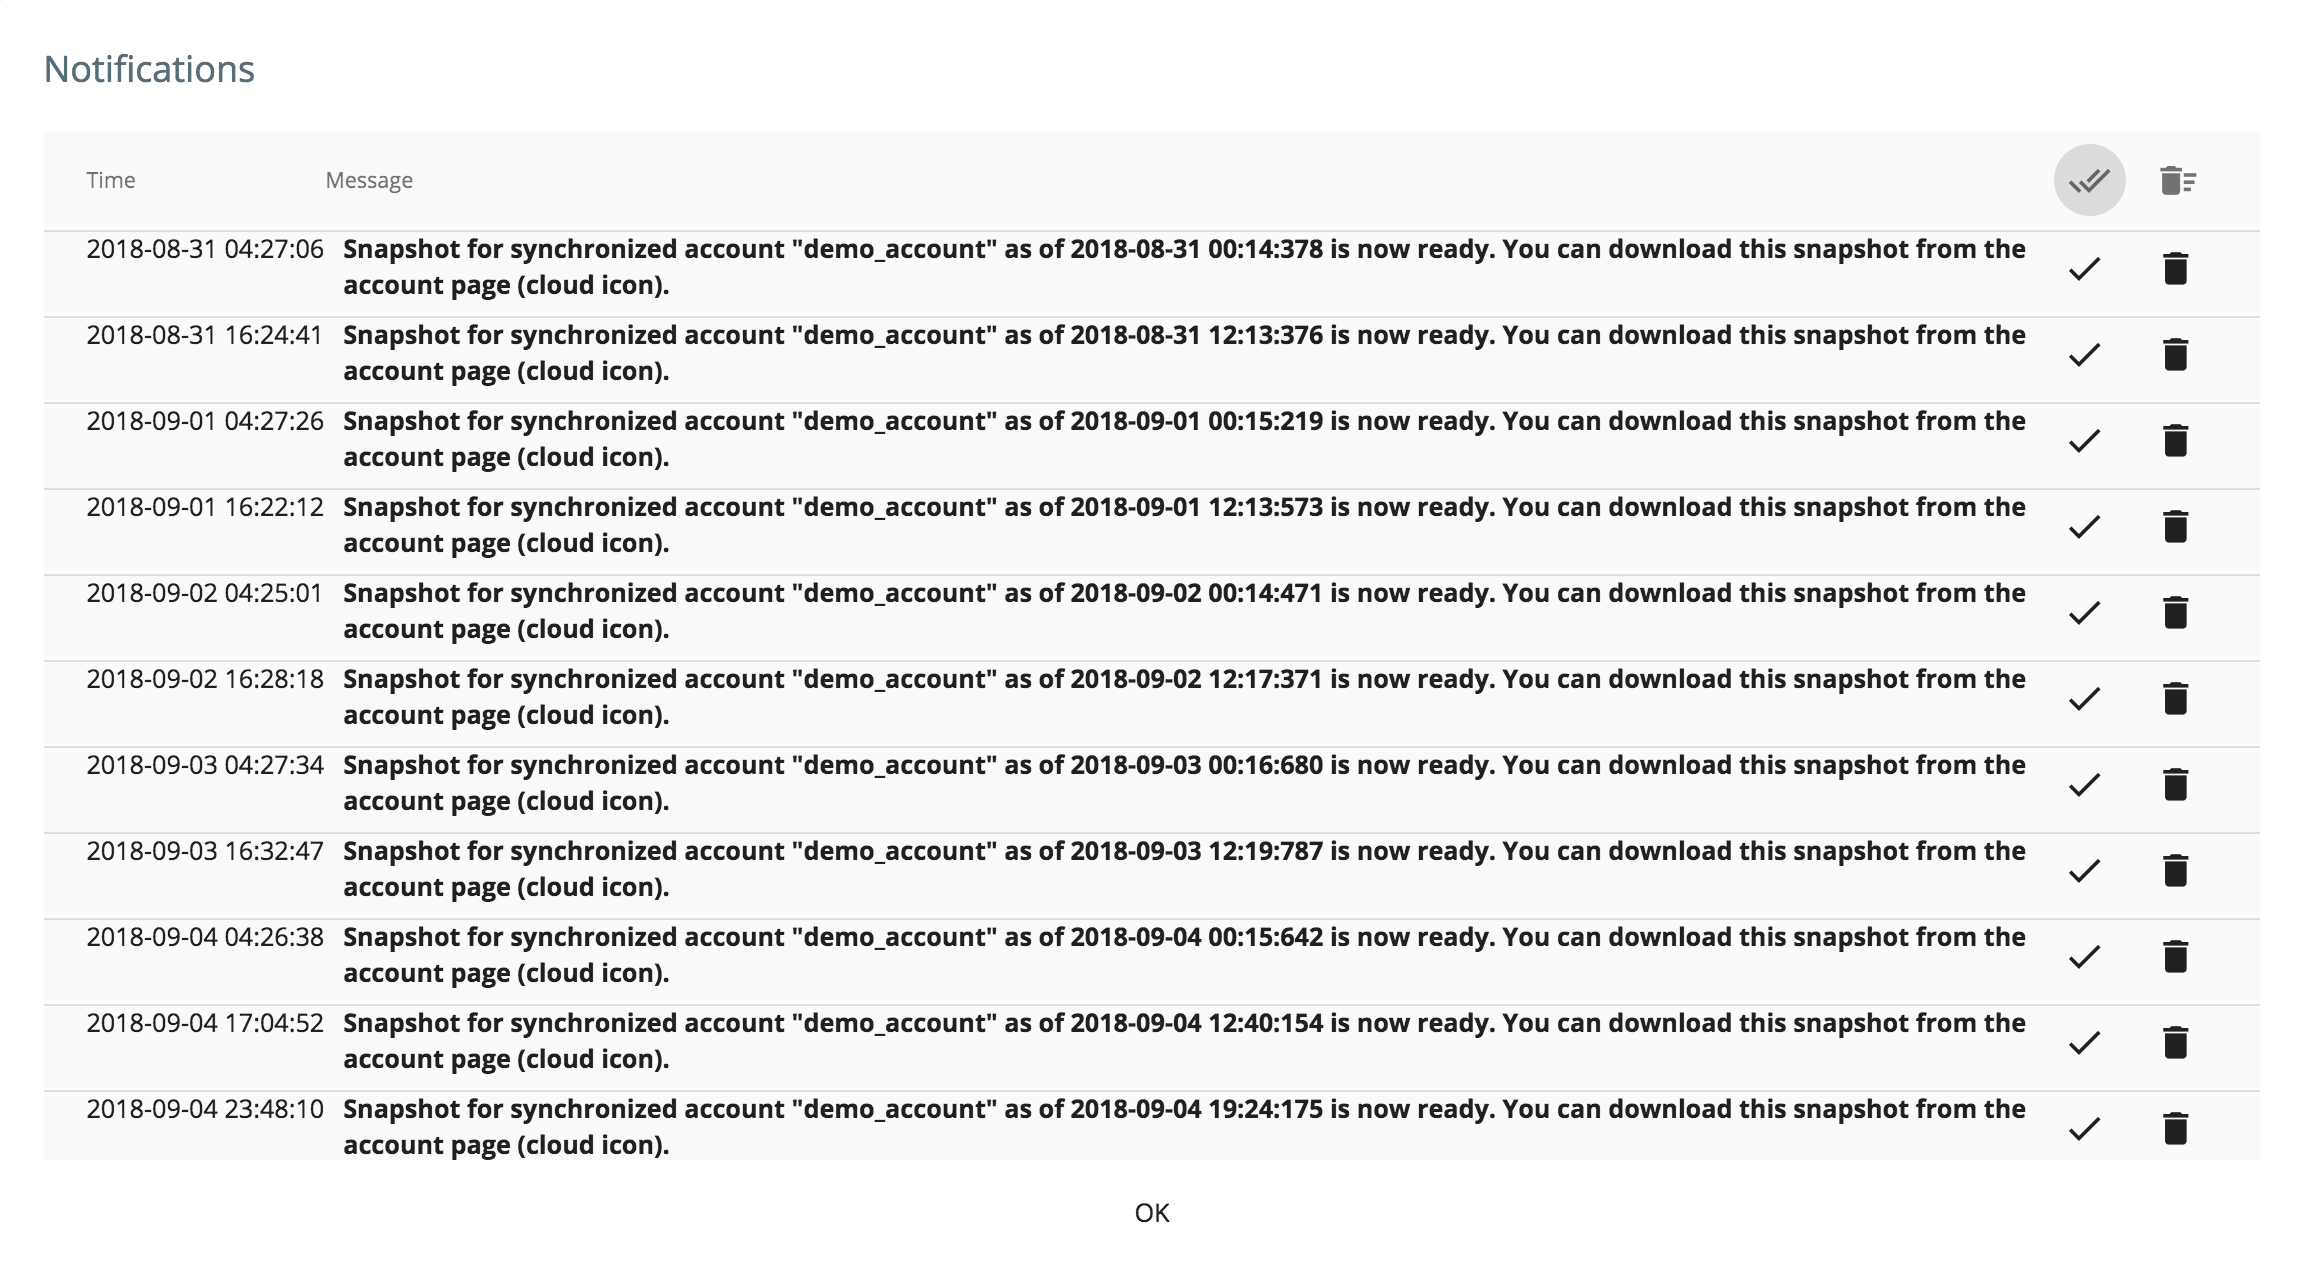 Notifications
Time Message
2018-08-31 04:27:06 Snapshot for synchronized account "demo_account" as of 2018-08-31 00:14:378 is now ready. You can download this snapshot from the
account page (cloud icon).
2018-08-31 16:24:41 Snapshot for synchronized account "demo_account" as of 2018-08-31 12:13:376 is now ready. You can download this snapshot from the
account page (cloud icon).
2018-09-01 04:27:26 Snapshot for synchronized account "demo_account" as of 2018-09-01 00:15:219 is now ready. You can download this snapshot from the
account page (cloud icon).
2018-09-01 16:22:12 Snapshot for synchronized account "demo_account" as of 2018-09-01 12:13:573 is now ready. You can download this snapshot from the
account page (cloud icon).
2018-09-02 04:25:01 Snapshot for synchronized account "demo_account" as of 2018-09-02 00:14:471 is now ready. You can download this snapshot from the
account page (cloud icon).
2018-09-02 16:28:18 Snapshot for synchronized account "demo_account" as of 2018-09-02 12:17:371 is now ready. You can download this snapshot from the
account page (cloud icon).
2018-09-03 04:27:34 Snapshot for synchronized account "demo_account" as of 2018-09-03 00:16:680 is now ready. You can download this snapshot from the
account page (cloud icon).
2018-09-03 16:32:47 Snapshot for synchronized account "demo_account" as of 2018-09-03 12:19:787 is now ready. You can download this snapshot from the
account page (cloud icon).
2018-09-04 04:26:38 Snapshot for synchronized account "demo_account" as of 2018-09-04 00:15:642 is now ready. You can download this snapshot from the
account page (cloud icon).
2018-09-04 17:04:52 Snapshot for synchronized account "demo_account" as of 2018-09-04 12:40:154 is now ready. You can download this snapshot from the
account page (cloud icon).
2018-09-04 23:48:10 Snapshot for synchronized account "demo_account" as of 2018-09-04 19:24:175 is now ready. You can download this snapshot from the
account page (cloud icon).
OK